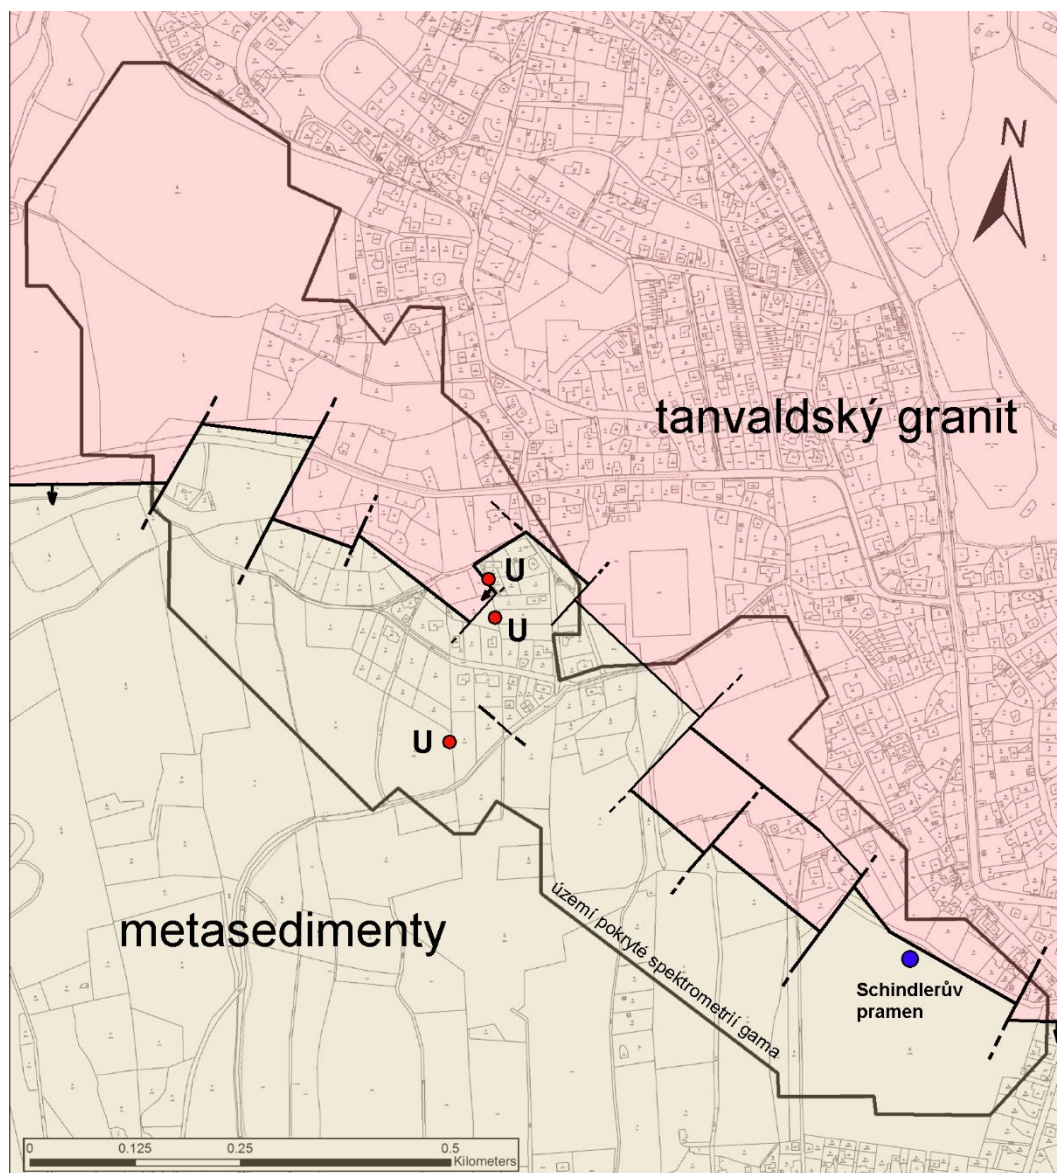 N
tanvaldský granit
U
U
U
metasedimenty
území pokryté spektrometrií gama
Schindlerův
pramen
0 0.125 0.25 0.5
Kilometers